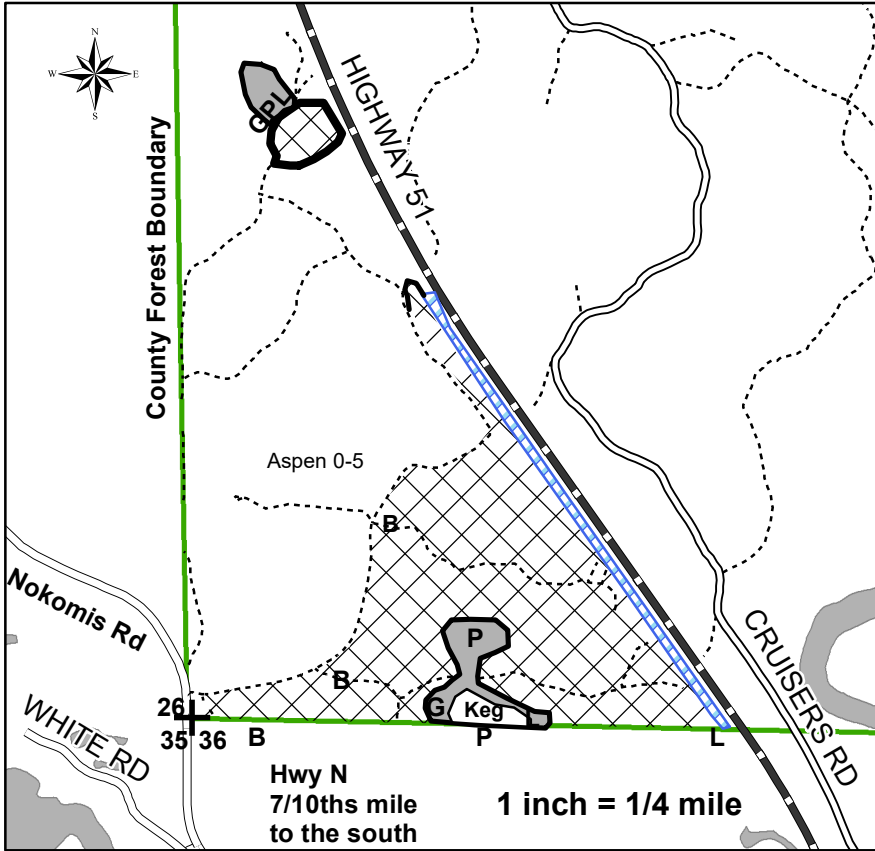 N
W E
S
GPL
HIGHWAY 51
County Forest Boundary
Aspen 0-5
B
Nokomis Rd
P
B
G
Keg
CRUISERS RD
26
35 36
B
P
L
WHITE RD
Hwy N
7/10ths mile
to the south
1 inch = 1/4 mile